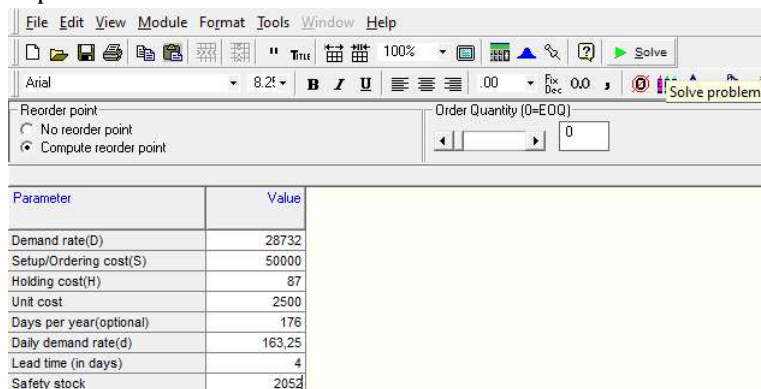 File Edit View Module Format Tools Window Help
100% Solve
Arial 8.25 B I U .00 Fix Dec 0.0 , Solve problem
Reorder point
No reorder point
Compute reorder point
Order Quantity (0=EOQ)
0
Parameter Value
Demand rate(D) 28732
Setup/Ordering cost(S) 50000
Holding cost(H) 87
Unit cost 2500
Days per year(optional) 176
Daily demand rate(d) 163,25
Lead time (in days) 4
Safety stock 2052